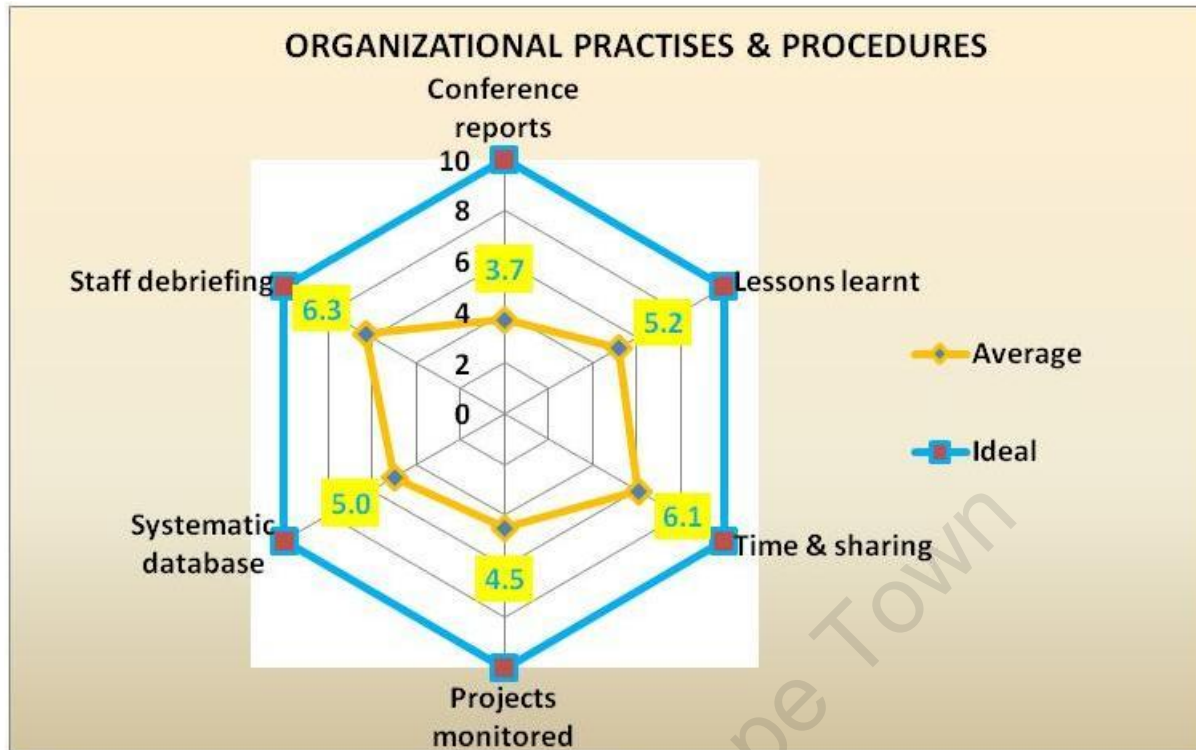 ORGANIZATIONAL PRACTISES & PROCEDURES
Conference
reports
10
8
6
4
2
0
3.7
Lessons learnt
5.2
Time & sharing
6.1
Projects
monitored
4.5
Systematic
database
5.0
Staff debriefing
6.3
Average
Ideal
Town